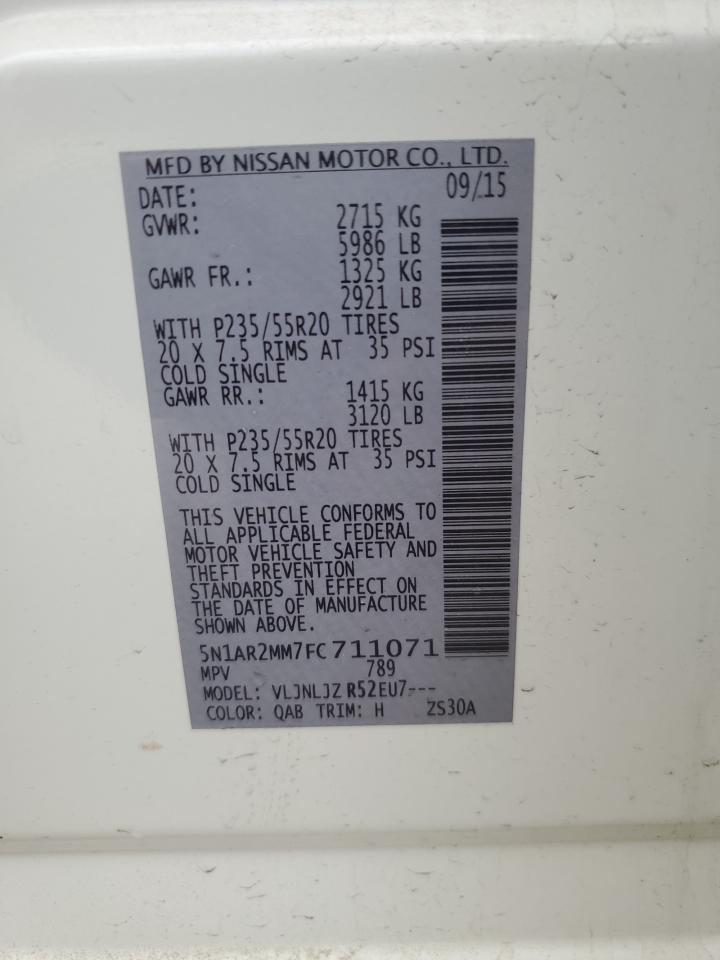 MFD BY NISSAN MOTOR CO., LTD.
DATE: 09/15
GVWR: 2715 KG
5986 LB
GAWR FR.: 1325 KG
2921 LB
WITH P235/55R20 TIRES
20 X 7.5 RIMS AT 35 PSI
COLD SINGLE
GAWR RR.: 1415 KG
3120 LB
WITH P235/55R20 TIRES
20 X 7.5 RIMS AT 35 PSI
COLD SINGLE
THIS VEHICLE CONFORMS TO
ALL APPLICABLE FEDERAL
MOTOR VEHICLE SAFETY AND
THEFT PREVENTION
STANDARDS IN EFFECT ON
THE DATE OF MANUFACTURE
SHOWN ABOVE.
5N1AR2MM7FC711071
MPV 789
MODEL: VLJNLJZ R52EU7---
COLOR: QAB TRIM: H ZS30A